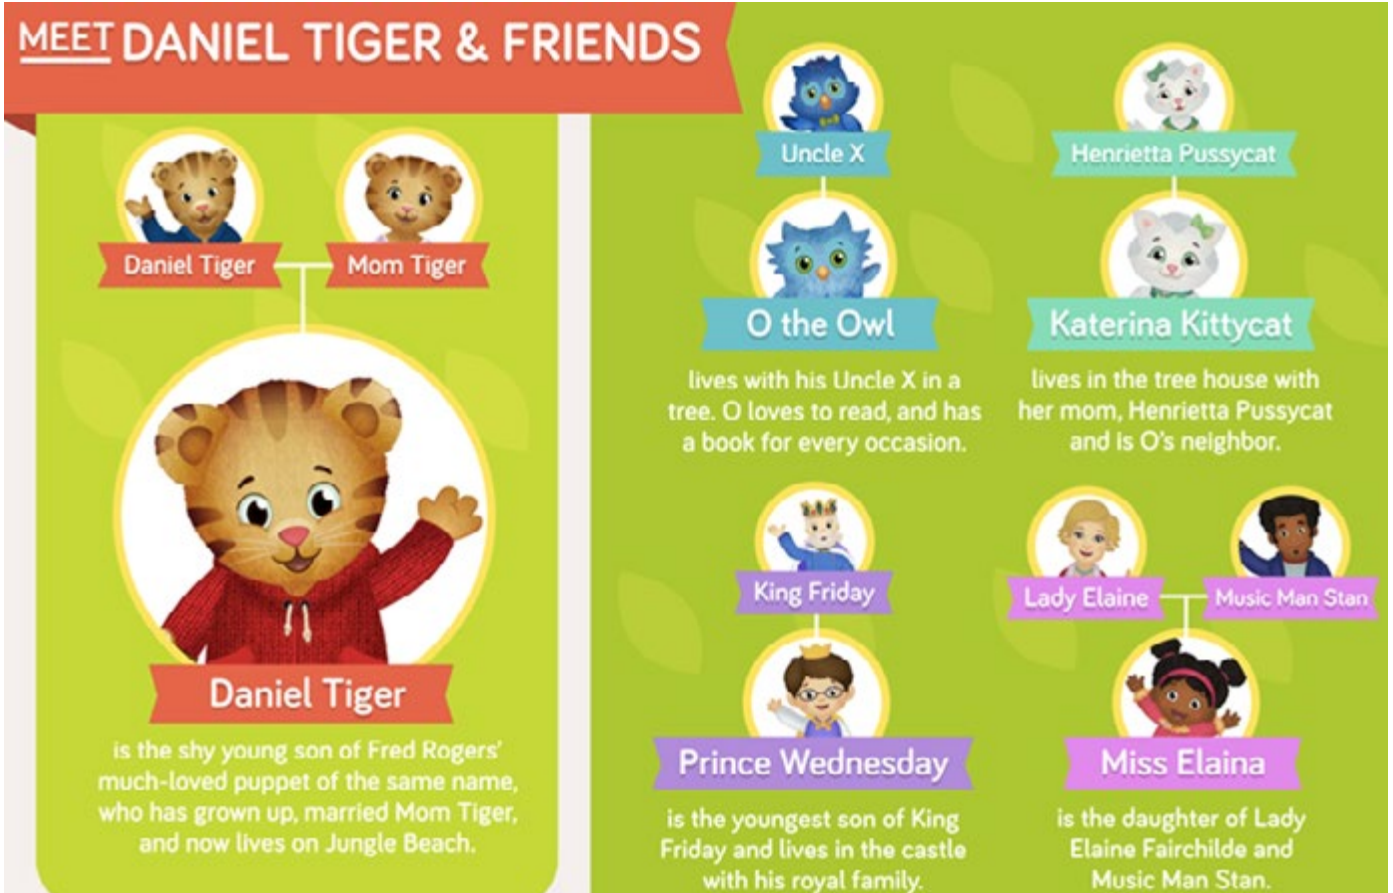 MEET DANIEL TIGER & FRIENDS
Daniel Tiger
Mom Tiger
Daniel Tiger
is the shy young son of Fred Rogers'
much-loved puppet of the same name,
who has grown up, married Mom Tiger,
and now lives on Jungle Beach.
Uncle X
O the Owl
lives with his Uncle X in a
tree. O loves to read, and has
a book for every occasion.
Henrietta Pussycat
Katerina Kittycat
lives in the tree house with
her mom, Henrietta Pussycat
and is O's neighbor.
King Friday
Prince Wednesday
is the youngest son of King
Friday and lives in the castle
with his royal family.
Lady Elaine
Music Man Stan
Miss Elaina
is the daughter of Lady
Elaine Fairchilde and
Music Man Stan.